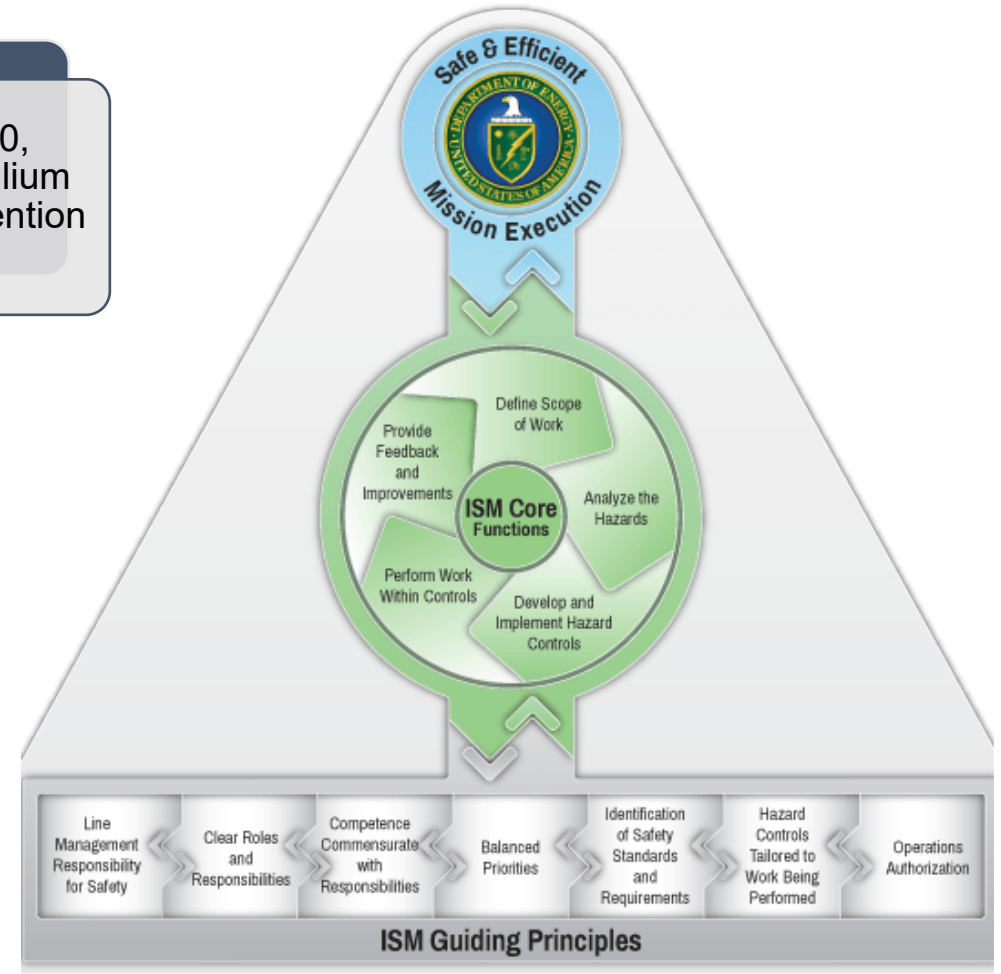 0,
lium
ention
Safe & Efficient
DEPARTMENT OF ENERGY
UNITED STATES OF AMERICA
Mission Execution
Define Scope
of Work
Analyze the
Hazards
Develop and
Implement Hazard
Controls
Perform Work
Within Controls
Provide
Feedback
and
Improvements
ISM Core
Functions
Line
Management
Responsibility
for Safety
Clear Roles
and
Responsibilities
Competence
Commensurate
with
Responsibilities
Balanced
Priorities
Identification
of Safety
Standards
and
Requirements
Hazard
Controls
Tailored to
Work Being
Performed
Operations
Authorization
ISM Guiding Principles